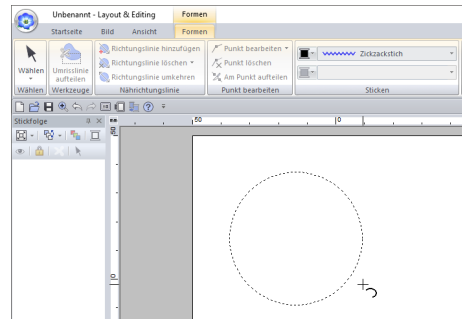 Unbenannt - Layout & Editing Formen
Startseite Bild Ansicht Formen
Wählen
Umrisslinie aufteilen
Richtungslinie hinzufügen
Richtungslinie löschen
Richtungslinie umkehren
Punkt bearbeiten
Punkt löschen
Am Punkt aufteilen
Zickzackstich
Wählen Werkzeuge Nährichtungslinie Punkt bearbeiten Sticken
Stickfolge
mm 50 0